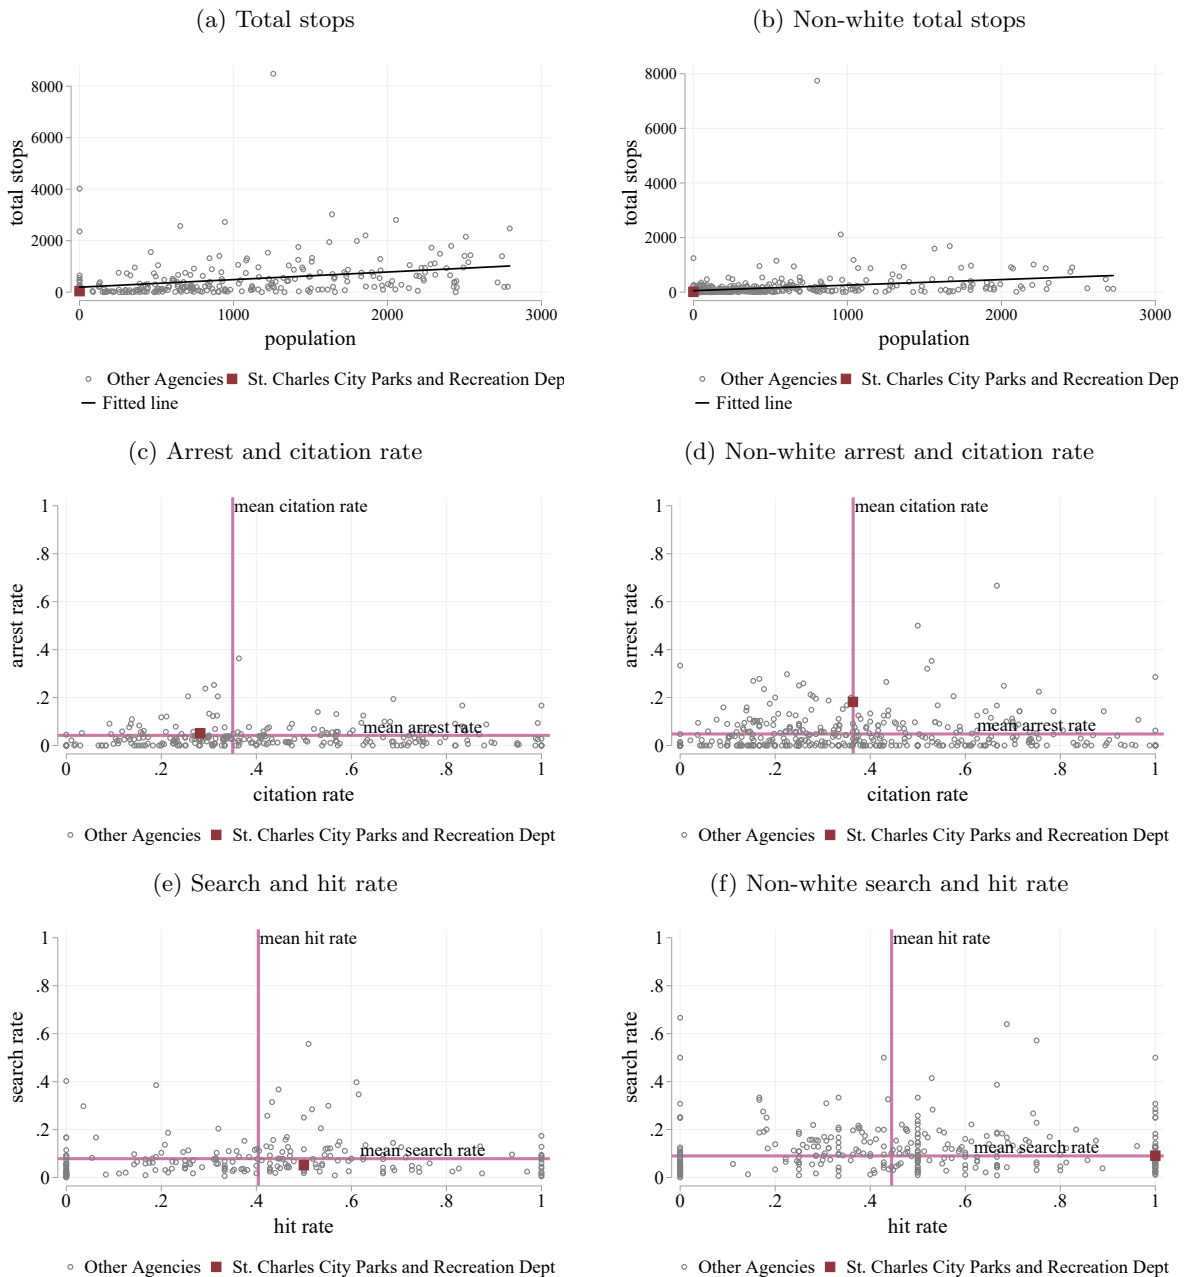 (a) Total stops
(b) Non-white total stops
8000
6000
4000
2000
0
total stops
0 1000 2000 3000
population
Other Agencies St. Charles City Parks and Recreation Dep
Fitted line
8000
6000
4000
2000
0
total stops
0 1000 2000 3000
population
Other Agencies St. Charles City Parks and Recreation Dep
Fitted line
(c) Arrest and citation rate
(d) Non-white arrest and citation rate
1
.8
.6
.4
.2
0
arrest rate
mean citation rate
mean arrest rate
0 .2 .4 .6 .8 1
citation rate
Other Agencies St. Charles City Parks and Recreation Dept
1
.8
.6
.4
.2
0
arrest rate
mean citation rate
mean arrest rate
0 .2 .4 .6 .8 1
citation rate
Other Agencies St. Charles City Parks and Recreation Dept
(e) Search and hit rate
(f) Non-white search and hit rate
1
.8
.6
.4
.2
0
search rate
mean hit rate
mean search rate
0 .2 .4 .6 .8 1
hit rate
Other Agencies St. Charles City Parks and Recreation Dept
1
.8
.6
.4
.2
0
search rate
mean hit rate
mean search rate
0 .2 .4 .6 .8 1
hit rate
Other Agencies St. Charles City Parks and Recreation Dept